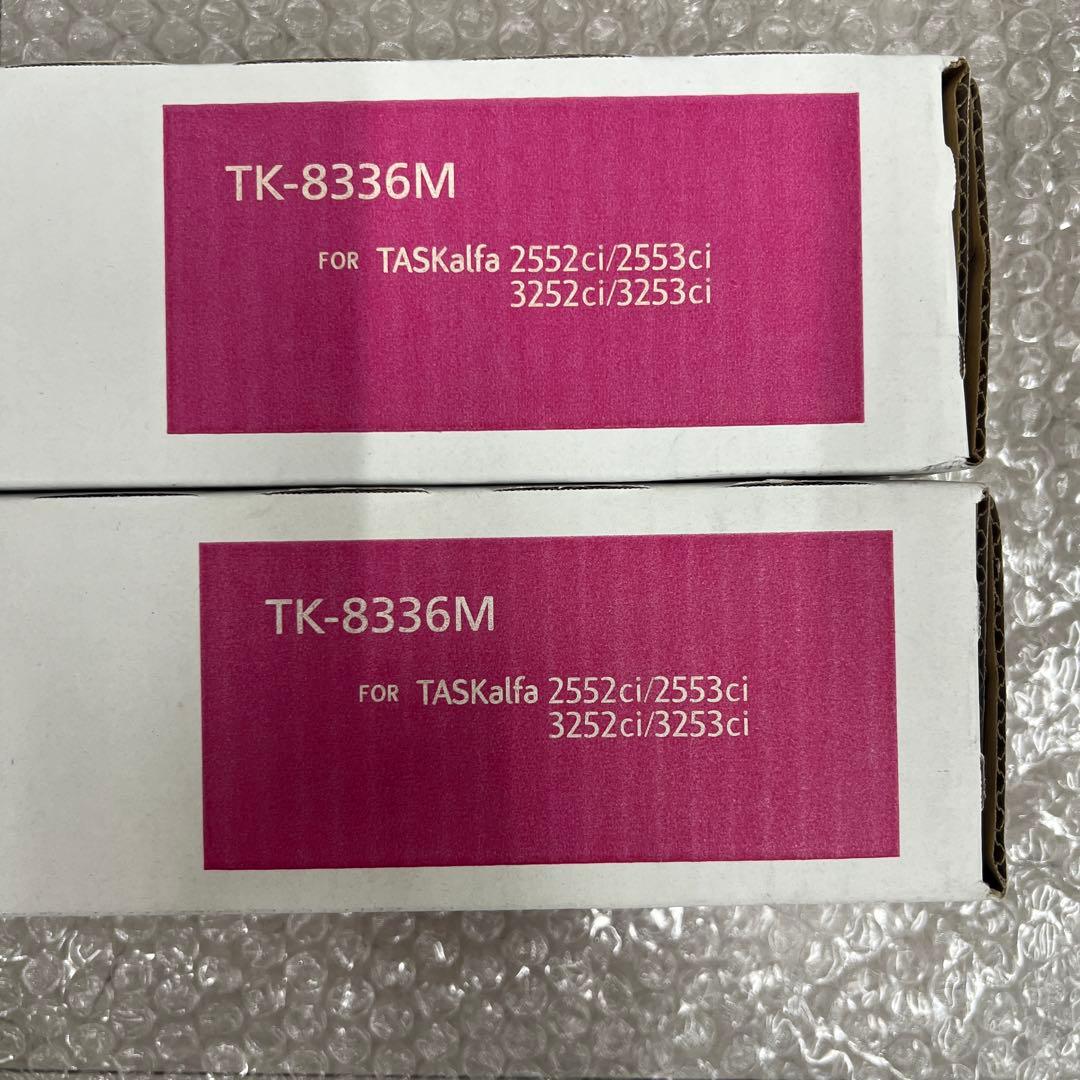 TK-8336M
FOR TASKalfa 2552ci/2553ci
3252ci/3253ci
TK-8336M
FOR TASKalfa 2552ci/2553ci
3252ci/3253ci